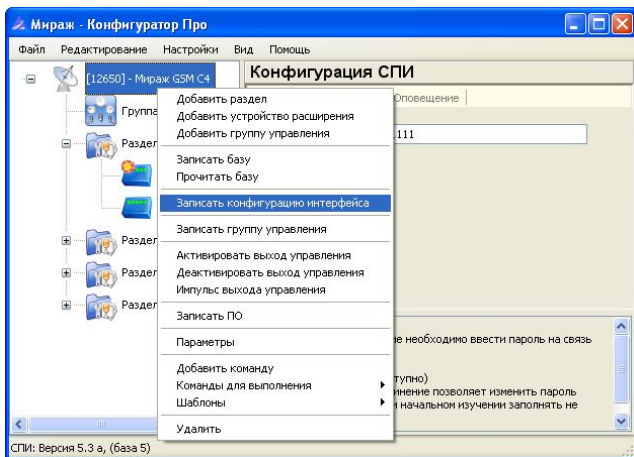 Мираж - Конфигуратор Про
Файл Редактирование Настройки Вид Помощь
[12650] - Мираж GSM C4
Конфигурация СПИ
Оповещение
Группа
.111
Раздел
Раздел
Раздел
Раздел
Добавить раздел
Добавить устройство расширения
Добавить группу управления
Записать базу
Прочитать базу
Записать конфигурацию интерфейса
Записать группу управления
Активировать выход управления
Деактивировать выход управления
Импульс выхода управления
Записать ПО
Параметры
Добавить команду
Команды для выполнения
Шаблоны
Удалить
необходимо ввести пароль на связь
тупно)
инение позволяет изменить пароль
и начальном изучении заполнять не
СПИ: Версия 5.3 а, (база 5)